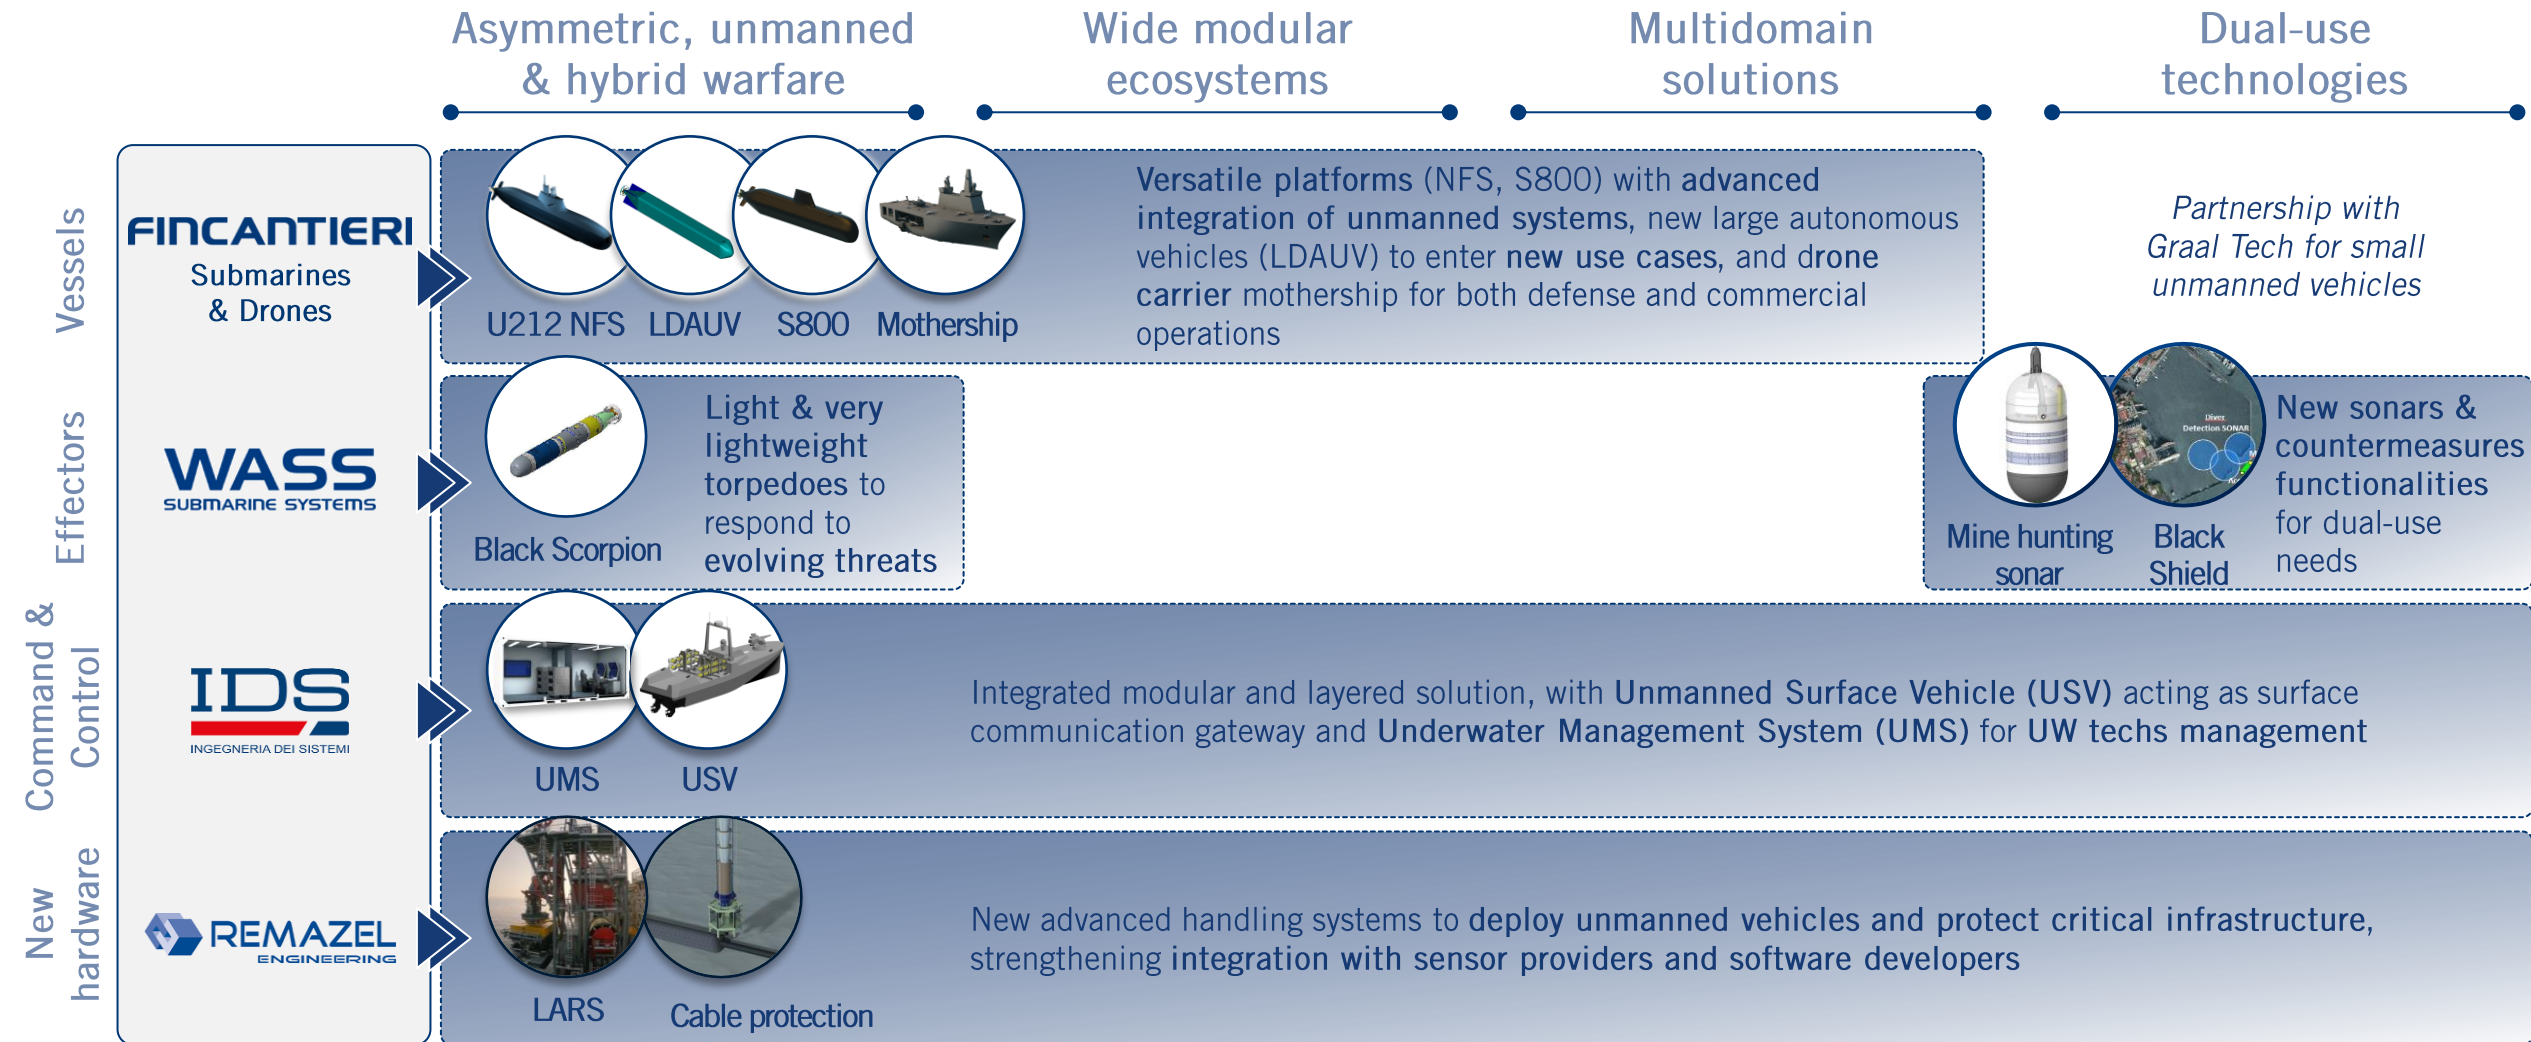 Asymmetric, unmanned
& hybrid warfare
Wide modular
ecosystems
Multidomain
solutions
Dual-use
technologies
Vessels
FINCANTIERI
Submarines
& Drones
U212 NFS
LDAUV
S800
Mothership
Versatile platforms (NFS, S800) with advanced
integration of unmanned systems, new large autonomous
vehicles (LDAUV) to enter new use cases, and drone
carrier mothership for both defense and commercial
operations
Partnership with
Graal Tech for small
unmanned vehicles
Effectors
WASS
SUBMARINE SYSTEMS
Black Scorpion
Light & very
lightweight
torpedoes to
respond to
evolving threats
Diver
Detection SONAR
Mine hunting
sonar
Black
Shield
New sonars &
countermeasures
functionalities
for dual-use
needs
Command &
Control
IDS
INGEGNERIA DEI SISTEMI
UMS
USV
Integrated modular and layered solution, with Unmanned Surface Vehicle (USV) acting as surface
communication gateway and Underwater Management System (UMS) for UW techs management
New
hardware
REMAZEL
ENGINEERING
LARS
Cable protection
New advanced handling systems to deploy unmanned vehicles and protect critical infrastructure,
strengthening integration with sensor providers and software developers